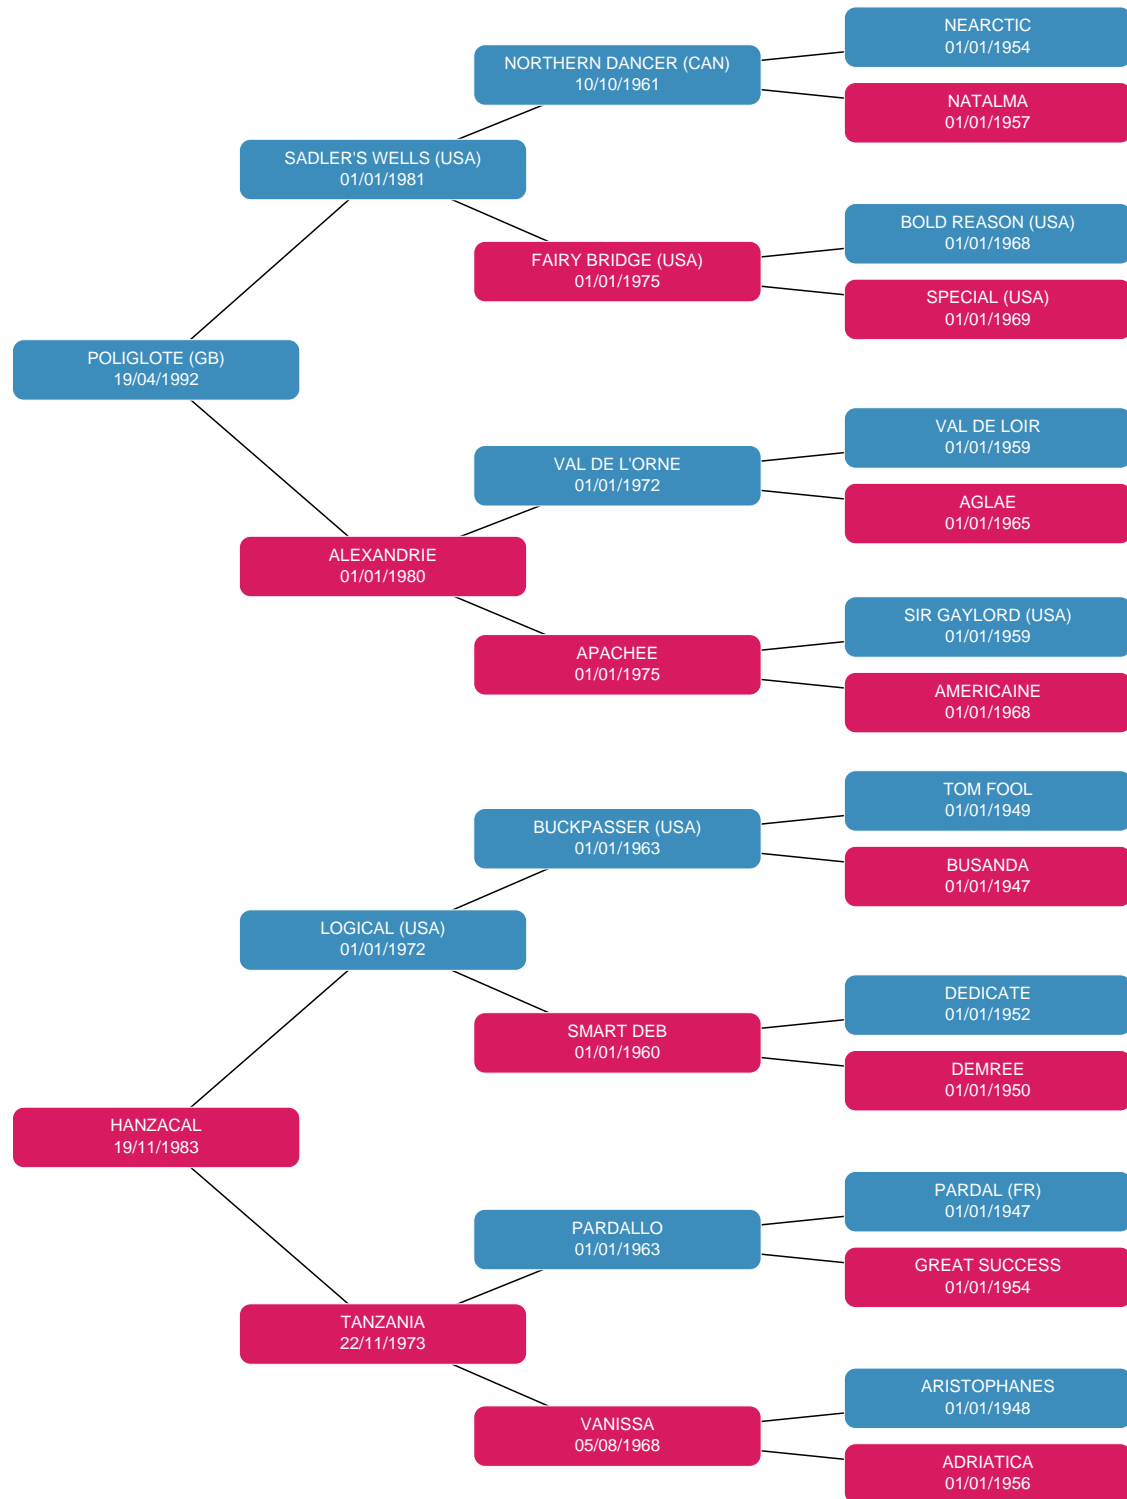 NEARCTIC
01/01/1954
NORTHERN DANCER (CAN)
10/10/1961
NATALMA
01/01/1957
SADLER'S WELLS (USA)
01/01/1981
BOLD REASON (USA)
01/01/1968
FAIRY BRIDGE (USA)
01/01/1975
SPECIAL (USA)
01/01/1969
POLIGLOTE (GB)
19/04/1992
VAL DE LOIR
01/01/1959
VAL DE L'ORNE
01/01/1972
AGLAE
01/01/1965
ALEXANDRIE
01/01/1980
SIR GAYLORD (USA)
01/01/1959
APACHEE
01/01/1975
AMERICAINE
01/01/1968
TOM FOOL
01/01/1949
BUCKPASSER (USA)
01/01/1963
BUSANDA
01/01/1947
LOGICAL (USA)
01/01/1972
DEDICATE
01/01/1952
SMART DEB
01/01/1960
DEMREE
01/01/1950
HANZACAL
19/11/1983
PARDAL (FR)
01/01/1947
PARDALLO
01/01/1963
GREAT SUCCESS
01/01/1954
TANZANIA
22/11/1973
ARISTOPHANES
01/01/1948
VANISSA
05/08/1968
ADRIATICA
01/01/1956